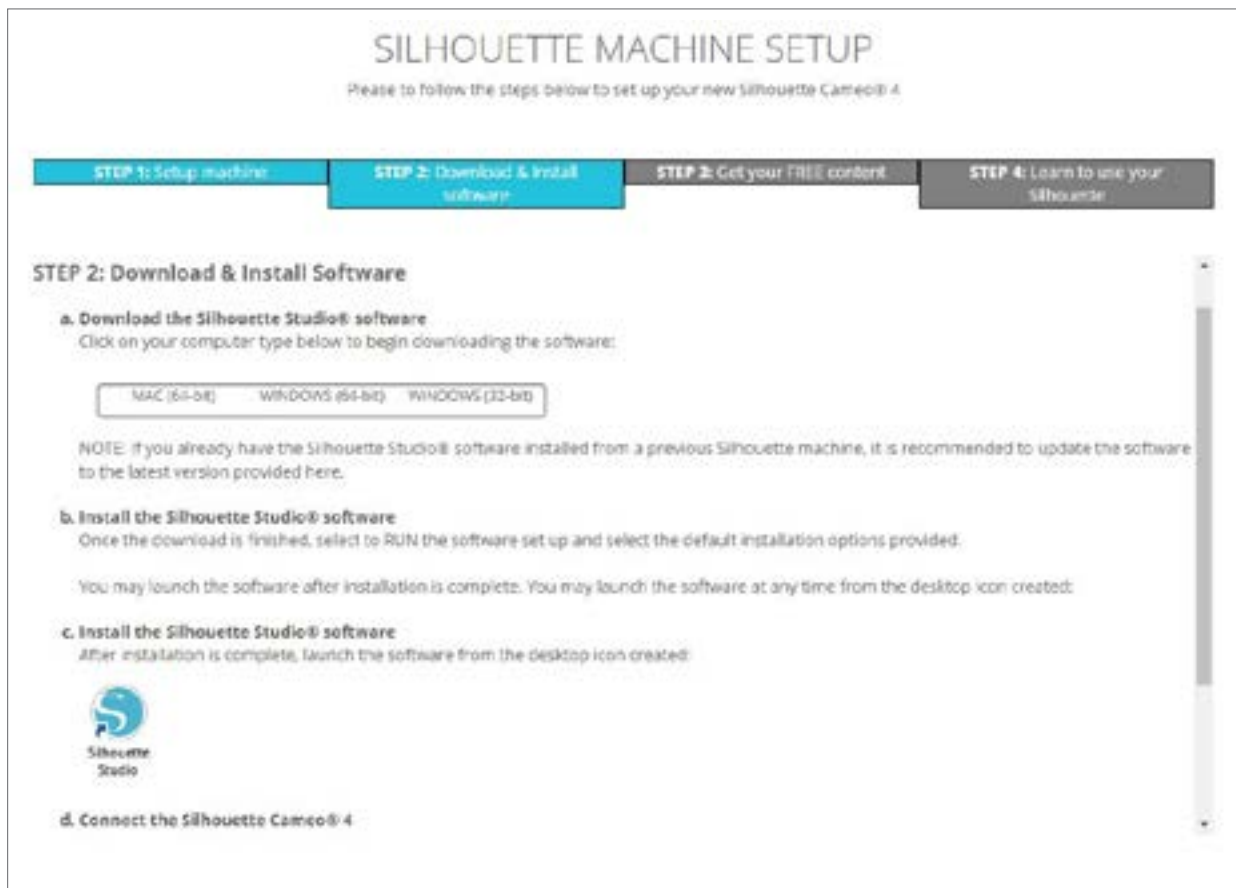 SILHOUETTE MACHINE SETUP
Please to follow the steps below to set up your new Silhouette Cameo® 4
STEP 1: Setup machine
STEP 2: Download & Install
software
STEP 3: Get your FREE content
STEP 4: Learn to use your
Silhouette
STEP 2: Download & Install Software
a. Download the Silhouette Studio® software
Click on your computer type below to begin downloading the software:
MAC (64-bit) WINDOWS (64-bit) WINDOWS (32-bit)
NOTE: If you already have the Silhouette Studio® software installed from a previous Silhouette machine, it is recommended to update the software
to the latest version provided here.
b. Install the Silhouette Studio® software
Once the download is finished, select to RUN the software set up and select the default installation options provided.
You may launch the software after installation is complete. You may launch the software at any time from the desktop icon created:
c. Install the Silhouette Studio® software
After installation is complete, launch the software from the desktop icon created:
Silhouette
Studio
d. Connect the Silhouette Cameo® 4